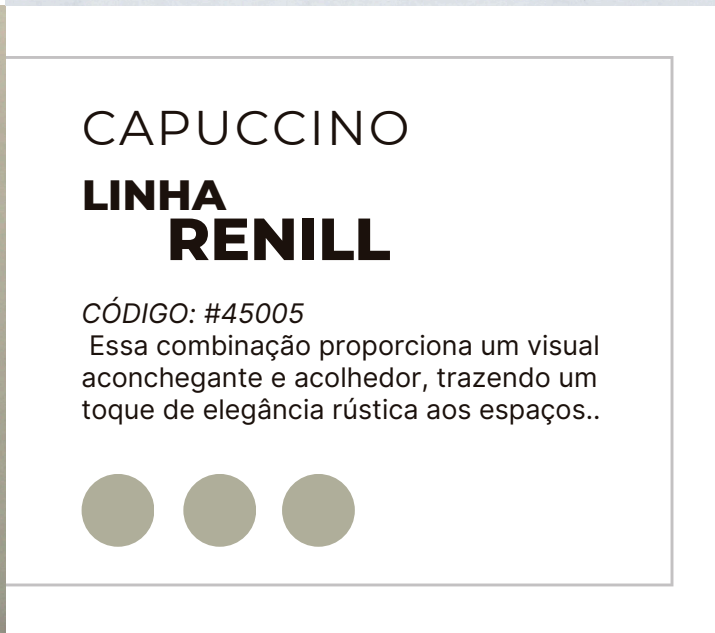 CAPUCCINO
LINHA
RENILL
CÓDIGO: #45005
Essa combinação proporciona um visual
aconchegante e acolhedor, trazendo um
toque de elegância rústica aos espaços..